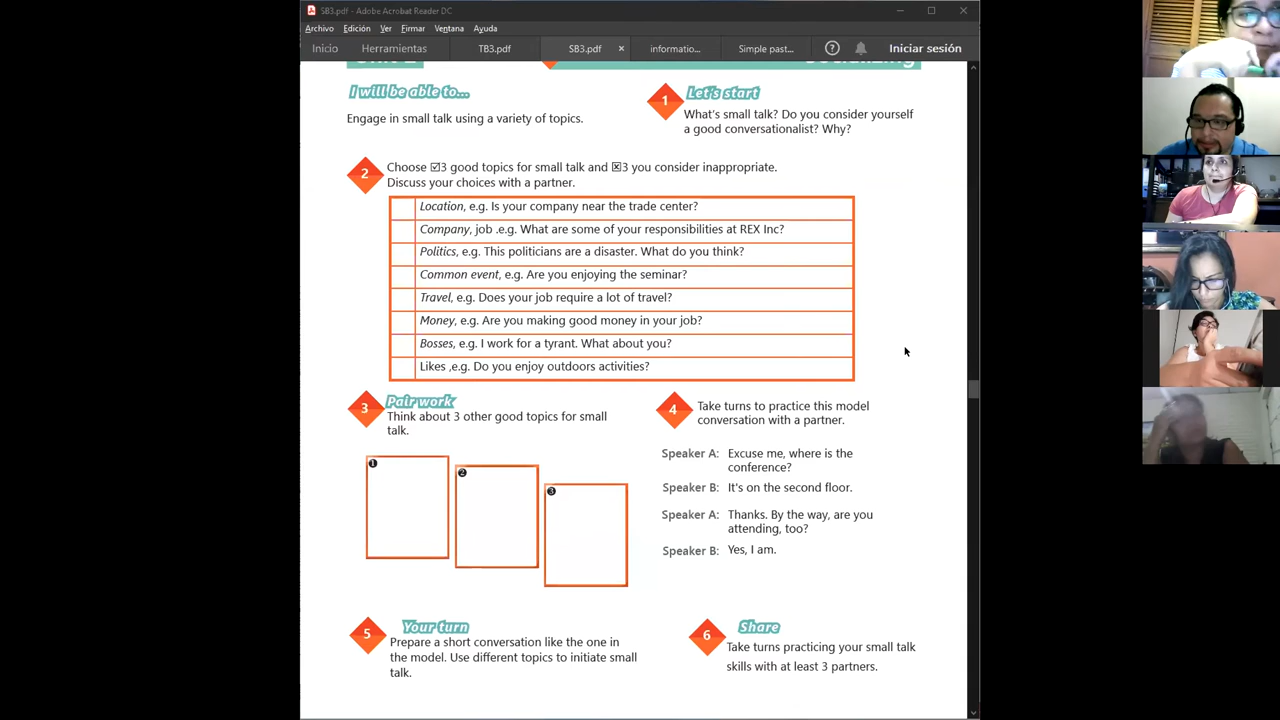 SB3.pdf - Adobe Acrobat Reader DC
Archivo Edición Ver Firmar Ventana Ayuda
Inicio Herramientas TB3.pdf SB3.pdf × informatio... Simple past... Iniciar sesión
Socializing
I will be able to...
Engage in small talk using a variety of topics.
1 Let's start
What's small talk? Do you consider yourself
a good conversationalist? Why?
2 Choose ☑3 good topics for small talk and ☒3 you consider inappropriate.
Discuss your choices with a partner.
Location, e.g. Is your company near the trade center?
Company, job .e.g. What are some of your responsibilities at REX Inc?
Politics, e.g. This politicians are a disaster. What do you think?
Common event, e.g. Are you enjoying the seminar?
Travel, e.g. Does your job require a lot of travel?
Money, e.g. Are you making good money in your job?
Bosses, e.g. I work for a tyrant. What about you?
Likes ,e.g. Do you enjoy outdoors activities?
3 Pair work
Think about 3 other good topics for small
talk.
❶
❷
❸
4 Take turns to practice this model
conversation with a partner.
Speaker A: Excuse me, where is the
conference?
Speaker B: It's on the second floor.
Speaker A: Thanks. By the way, are you
attending, too?
Speaker B: Yes, I am.
5 Your turn
Prepare a short conversation like the one in
the model. Use different topics to initiate small
talk.
6 Share
Take turns practicing your small talk
skills with at least 3 partners.